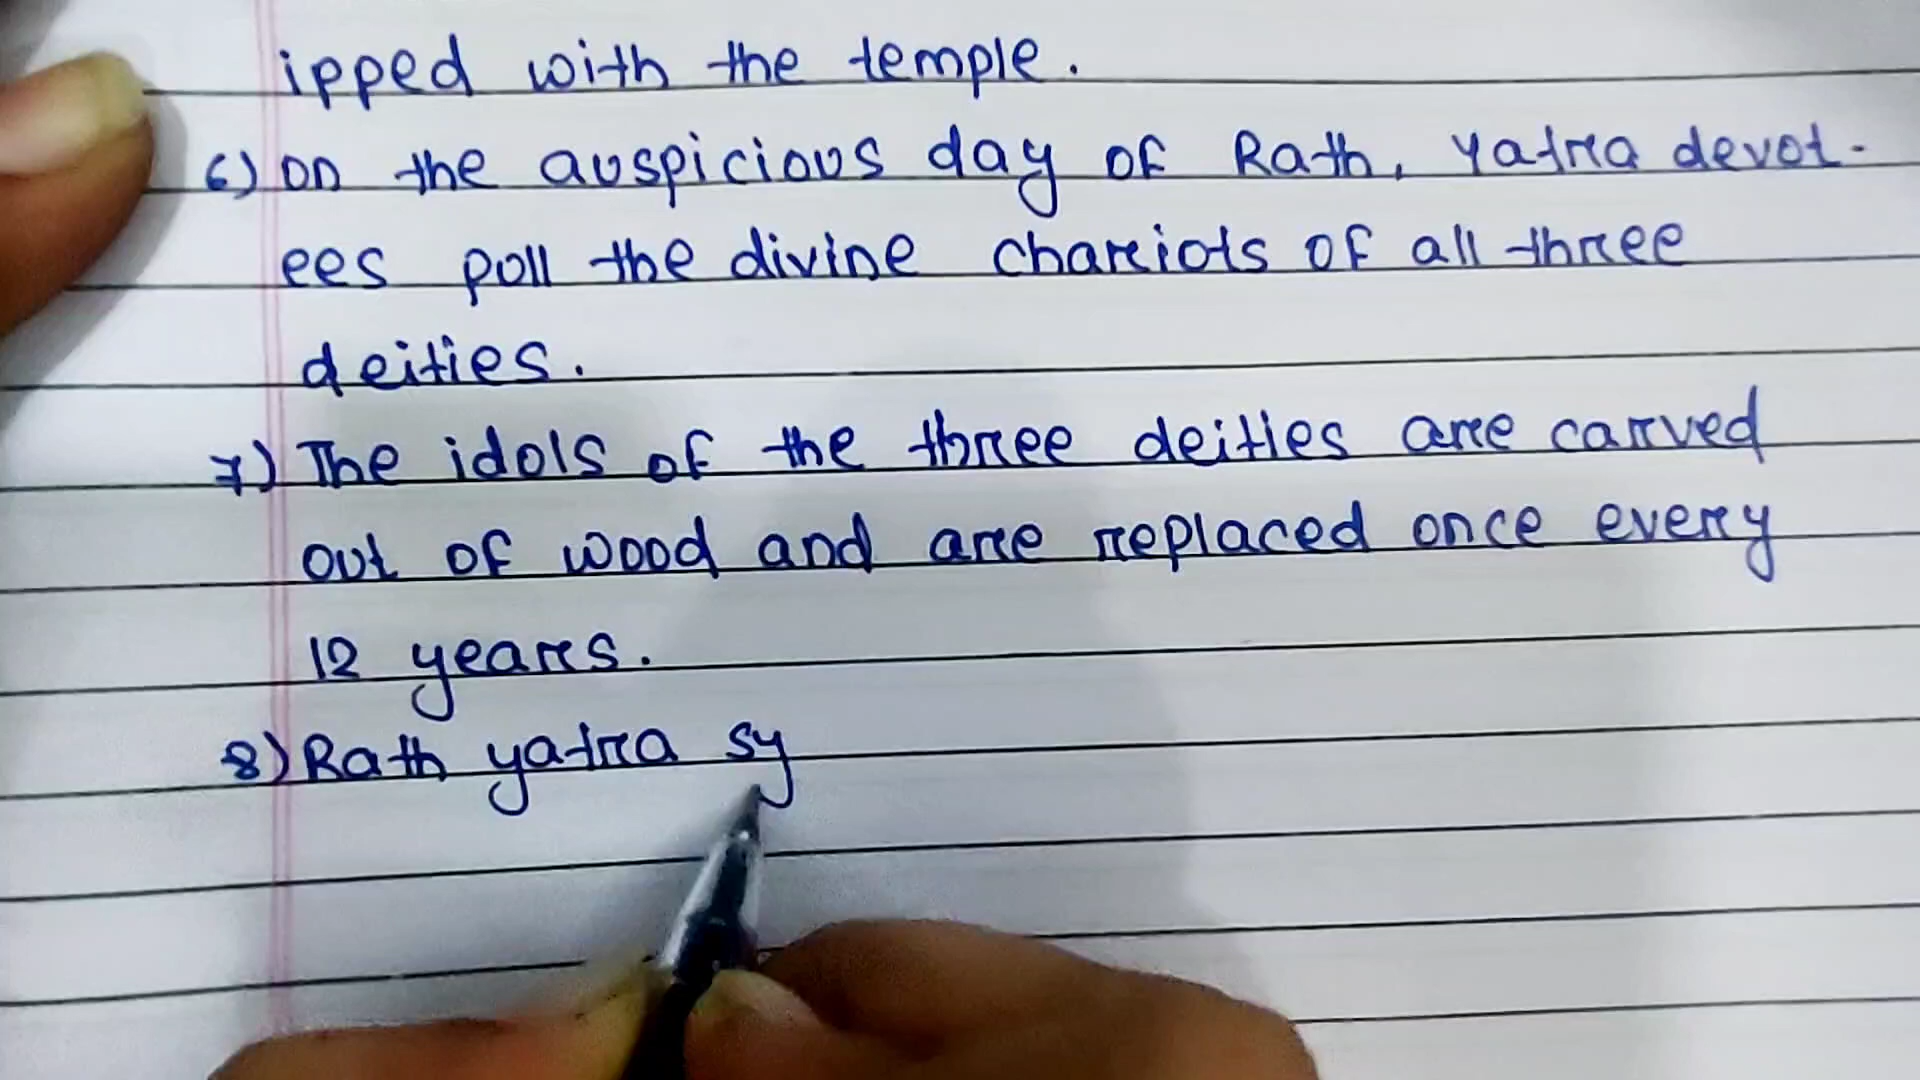 ipped with the temple.
6) on the auspicious day of Rath, Yatra devot-
ees pull the divine chariots of all three
deities.
7) The idols of the three deities are carved
out of wood and are replaced once every
12 years.
8) Rath yatra sy